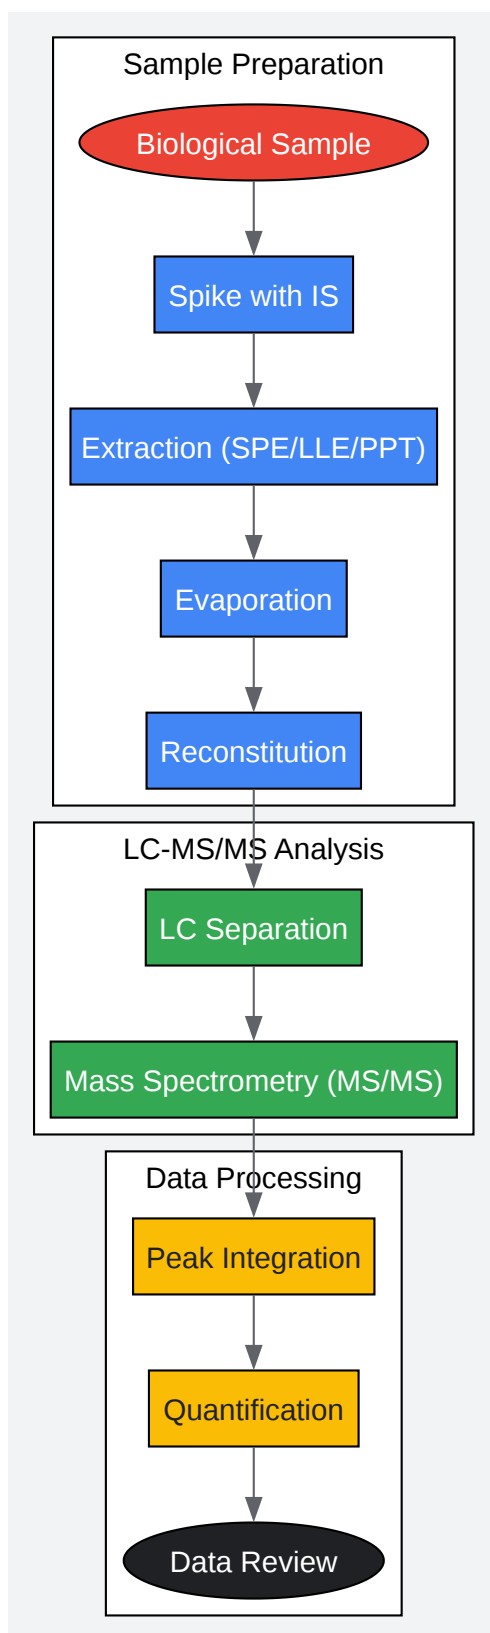 Sample Preparation
Biological Sample
Spike with IS
Extraction (SPE/LLE/PPT)
Evaporation
Reconstitution
LC-MS/MS Analysis
LC Separation
Mass Spectrometry (MS/MS)
Data Processing
Peak Integration
Quantification
Data Review